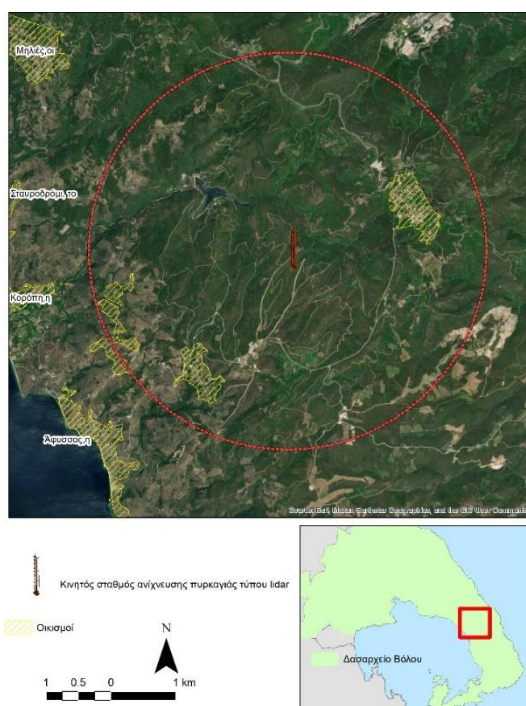 Μηλιές,οι
Σταυροδρόμι,το
Κορόπη,η
Άφυσσος,η
Κινητός σταθμός ανίχνευσης πυρκαγιάς τύπου lidar
Οικισμοί
N
1 0.5 0 1 km
Δασαρχείο Βόλου